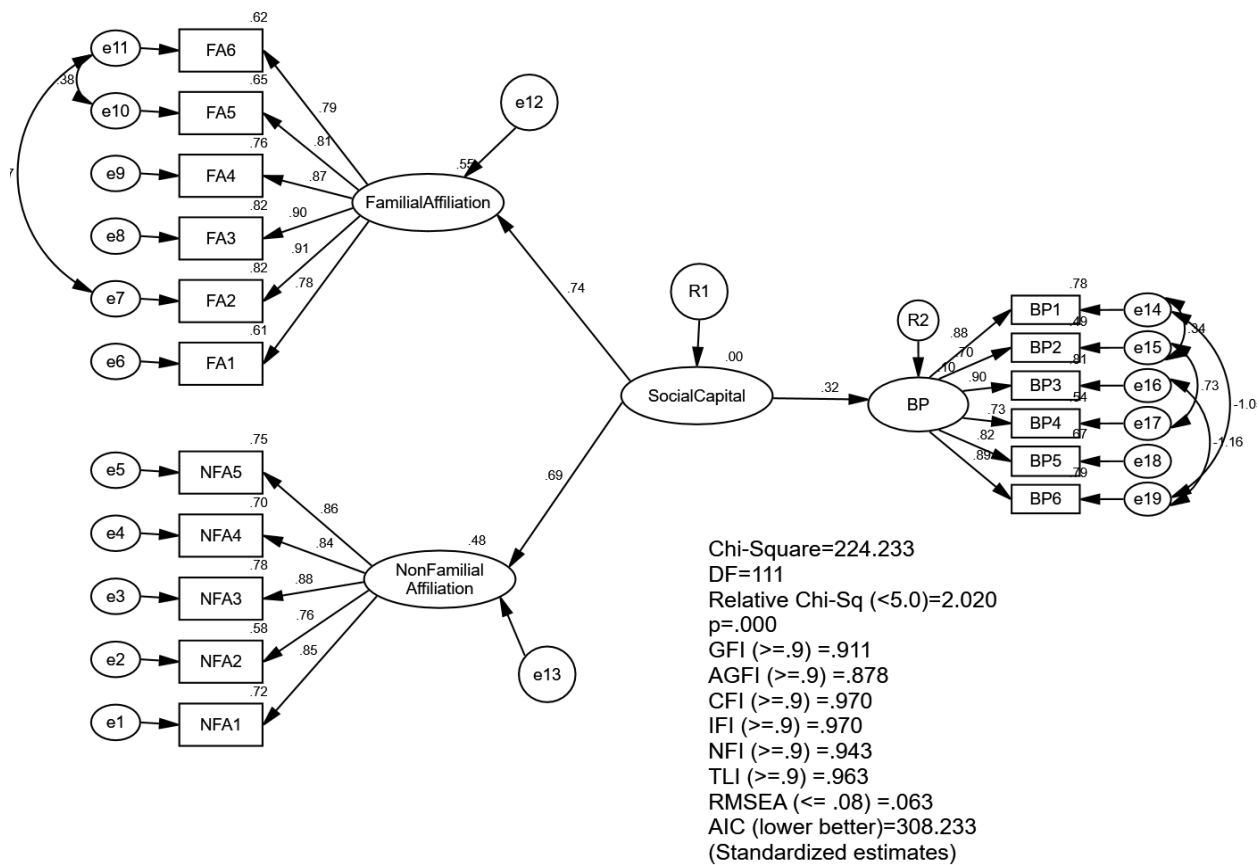 .62
e11
FA6
.38
.65
e10
FA5
.79
e12
.81
.76
e9
FA4
.87
.55
FamilialAffiliation
.82
e8
FA3
.90
.91
.82
e7
FA2
.78
.61
e6
FA1
.74
R1
.00
SocialCapital
.32
R2
.10
BP
.78
.88
BP1
e14
.49
.34
.70
BP2
e15
.81
.90
BP3
e16
.73
.54
.73
BP4
e17
-1.0
.67
.82
BP5
e18
-1.16
.79
.89
BP6
e19
.69
.75
e5
NFA5
.86
.70
e4
NFA4
.84
.48
NonFamilial
Affiliation
.78
e3
NFA3
.88
.76
.58
e2
NFA2
.85
e13
.72
e1
NFA1
Chi-Square=224.233
DF=111
Relative Chi-Sq (<5.0)=2.020
p=.000
GFI (>=.9) =.911
AGFI (>=.9) =.878
CFI (>=.9) =.970
IFI (>=.9) =.970
NFI (>=.9) =.943
TLI (>=.9) =.963
RMSEA (<= .08) =.063
AIC (lower better)=308.233
(Standardized estimates)